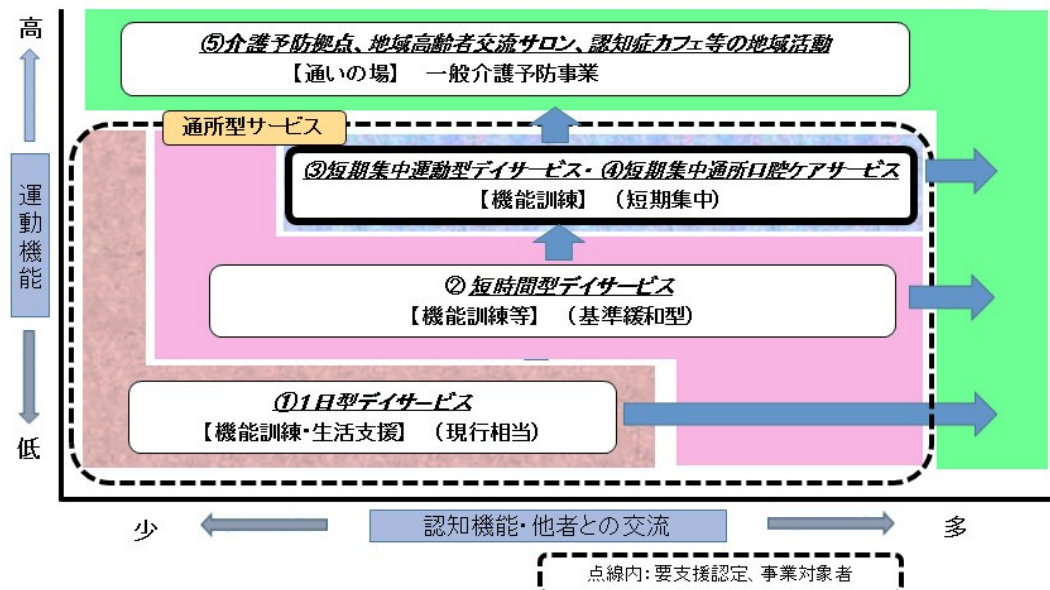 高
⑤介護予防拠点、地域高齢者交流サロン、認知症カフェ等の地域活動
【通いの場】　一般介護予防事業
通所型サービス
③短期集中運動型デイサービス・④短期集中通所口腔ケアサービス
【機能訓練】　（短期集中）
運動機能
②短時間型デイサービス
【機能訓練等】　（基準緩和型）
①1日型デイサービス
【機能訓練・生活支援】　（現行相当）
低
少
認知機能・他者との交流
多
点線内：要支援認定、事業対象者